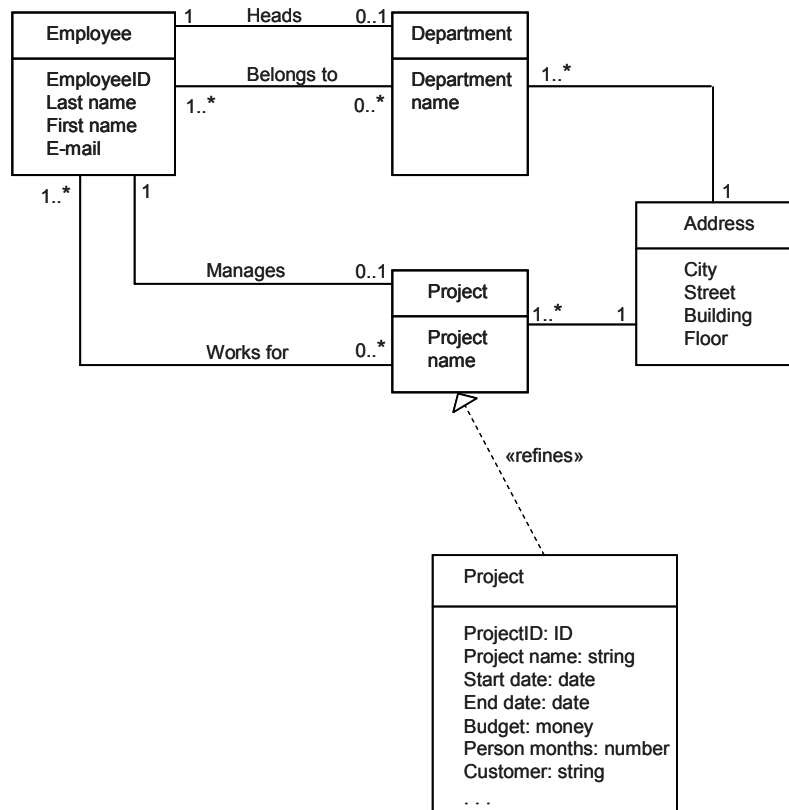 1 Heads 0..1
Employee
Department
EmployeeID
Last name
First name
E-mail
Belongs to
1..*
0..*
Department
name
1..*
1
Address
City
Street
Building
Floor
1..*
1
Manages
0..1
Project
Project
name
1..*
1
Works for
0..*
«refines»
Project
ProjectID: ID
Project name: string
Start date: date
End date: date
Budget: money
Person months: number
Customer: string
. . .